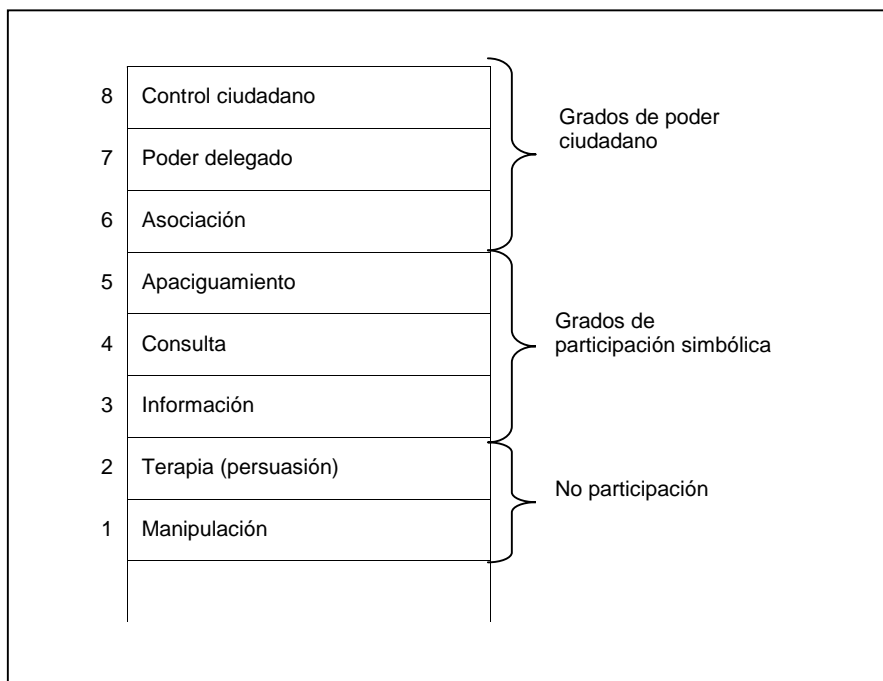 8 Control ciudadano
7 Poder delegado
6 Asociación
Grados de poder
ciudadano
5 Apaciguamiento
4 Consulta
3 Información
Grados de
participación simbólica
2 Terapia (persuasión)
1 Manipulación
No participación